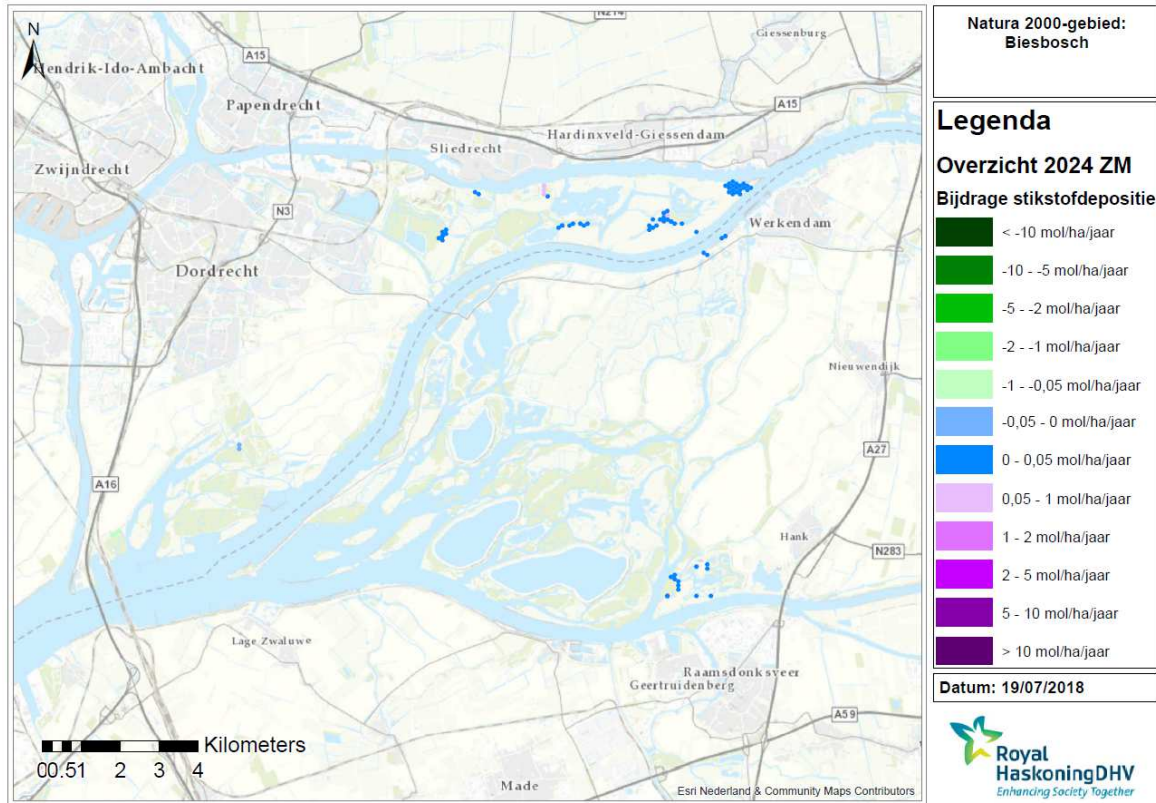 N
N214
Giessenburg
A15
Hendrik-Ido-Ambacht
Papendrecht
A15
Hardinxveld-Giessendam
Sliedrecht
Zwijndrecht
N3
Werkendam
Dordrecht
Nieuwendijk
A27
A16
Hank
N283
Lage Zwaluwe
Raamsdonksveer
Geertruidenberg
A59
Kilometers
00.51 2 3 4
Made
Esri Nederland & Community Maps Contributors
Natura 2000-gebied:
Biesbosch
Legenda
Overzicht 2024 ZM
Bijdrage stikstofdepositie
< -10 mol/ha/jaar
-10 - -5 mol/ha/jaar
-5 - -2 mol/ha/jaar
-2 - -1 mol/ha/jaar
-1 - -0,05 mol/ha/jaar
-0,05 - 0 mol/ha/jaar
0 - 0,05 mol/ha/jaar
0,05 - 1 mol/ha/jaar
1 - 2 mol/ha/jaar
2 - 5 mol/ha/jaar
5 - 10 mol/ha/jaar
> 10 mol/ha/jaar
Datum: 19/07/2018
Royal
HaskoningDHV
Enhancing Society Together